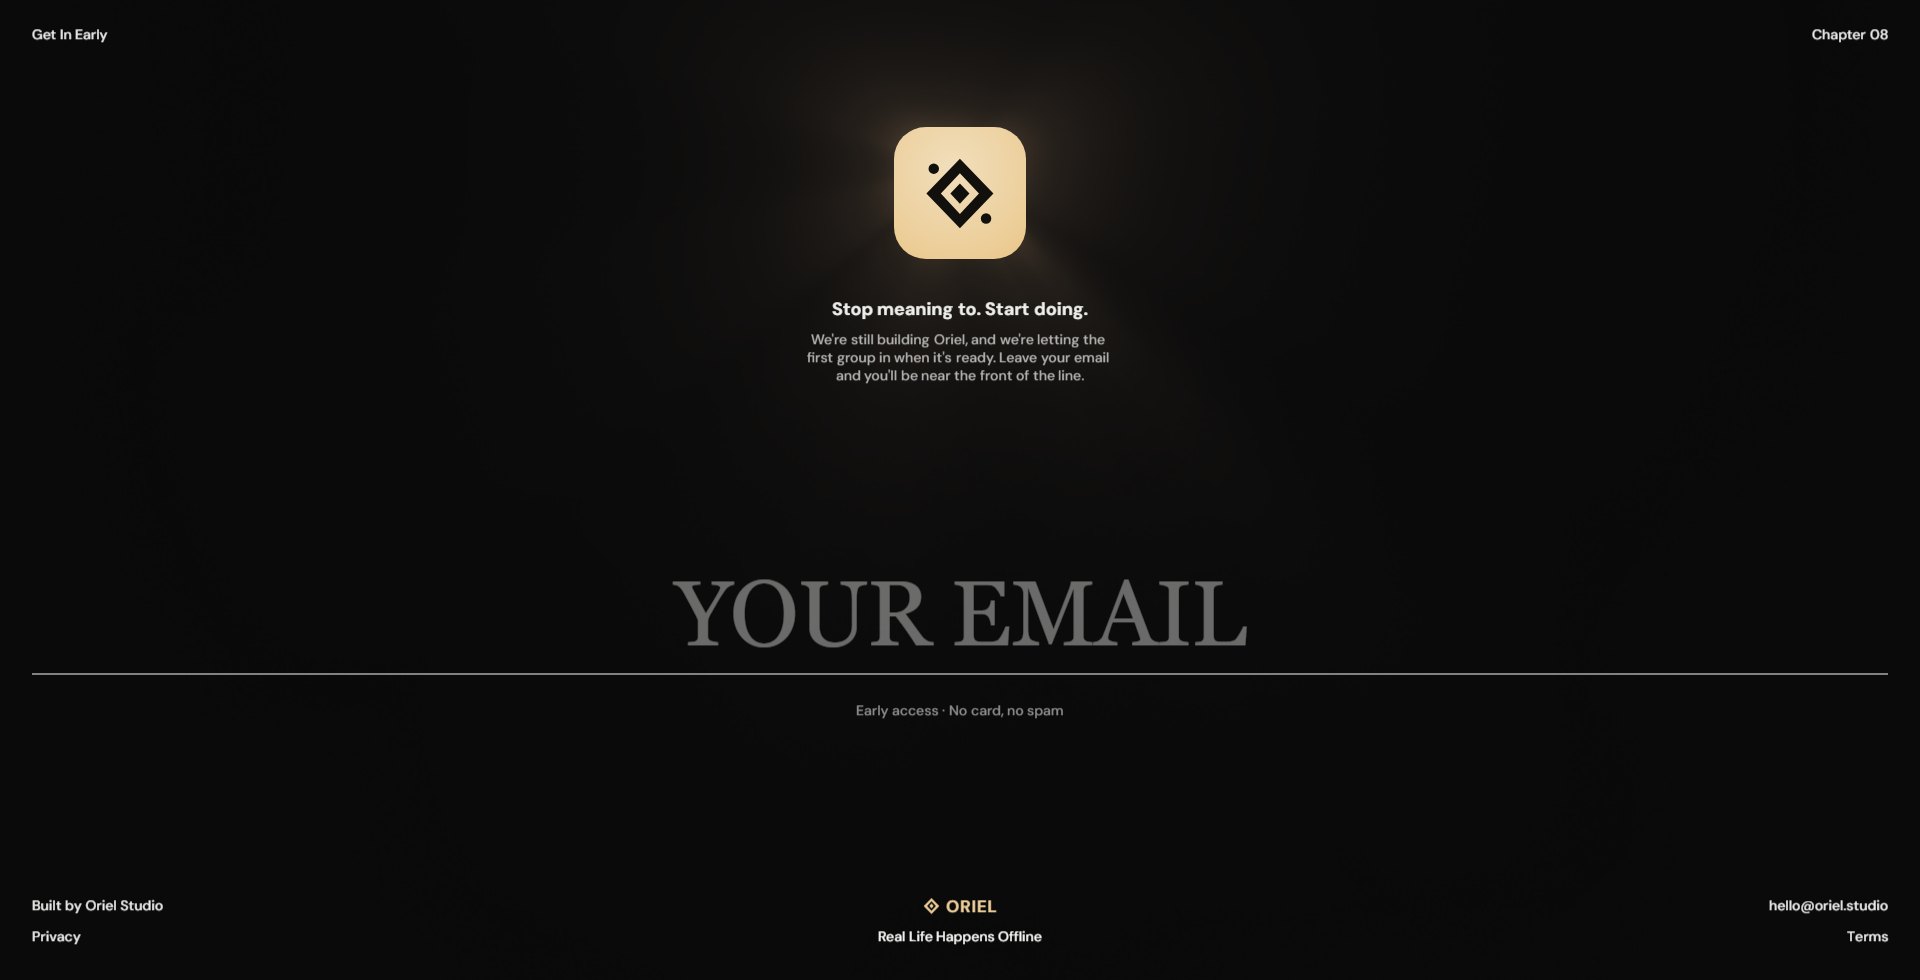 Get In Early
Chapter 08
Stop meaning to. Start doing.
We're still building Oriel, and we're letting the
first group in when it's ready. Leave your email
and you'll be near the front of the line.
YOUR EMAIL
Early access · No card, no spam
Built by Oriel Studio
ORIEL
hello@oriel.studio
Privacy
Real Life Happens Offline
Terms